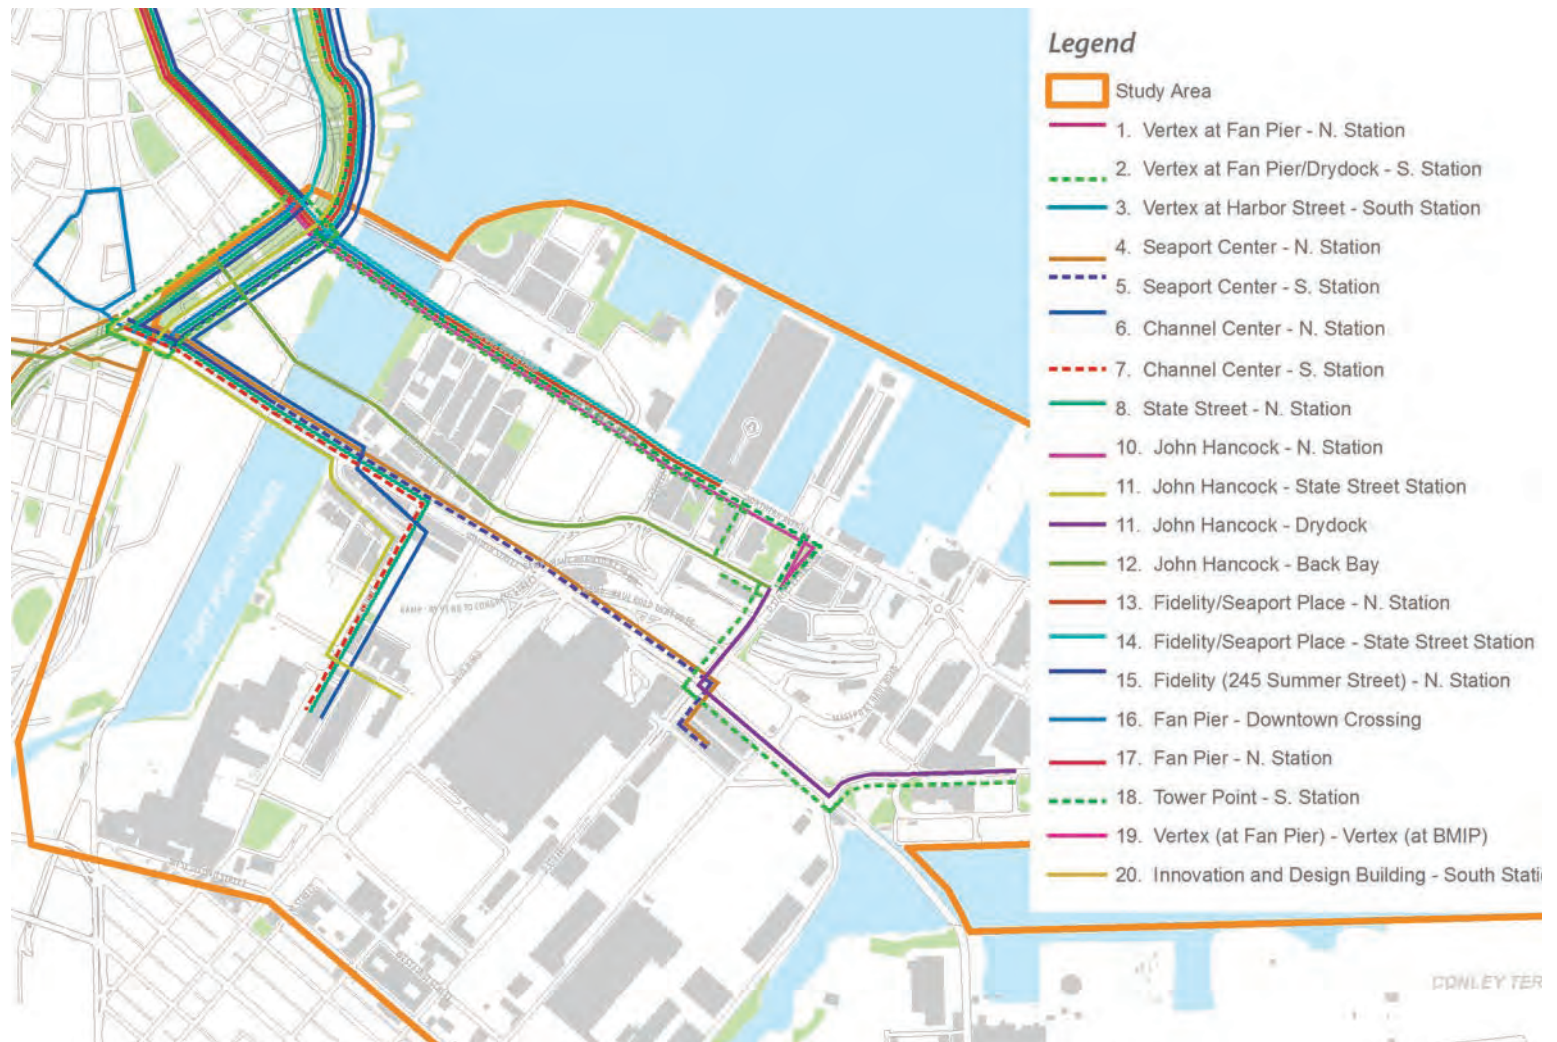 Legend
Study Area
1. Vertex at Fan Pier - N. Station
2. Vertex at Fan Pier/Drydock - S. Station
3. Vertex at Harbor Street - South Station
4. Seaport Center - N. Station
5. Seaport Center - S. Station
6. Channel Center - N. Station
7. Channel Center - S. Station
8. State Street - N. Station
10. John Hancock - N. Station
11. John Hancock - State Street Station
11. John Hancock - Drydock
12. John Hancock - Back Bay
13. Fidelity/Seaport Place - N. Station
14. Fidelity/Seaport Place - State Street Station
15. Fidelity (245 Summer Street) - N. Station
16. Fan Pier - Downtown Crossing
17. Fan Pier - N. Station
18. Tower Point - S. Station
19. Vertex (at Fan Pier) - Vertex (at BMIP)
20. Innovation and Design Building - South Stati
FORT POINT CHANNEL
CONLEY TER